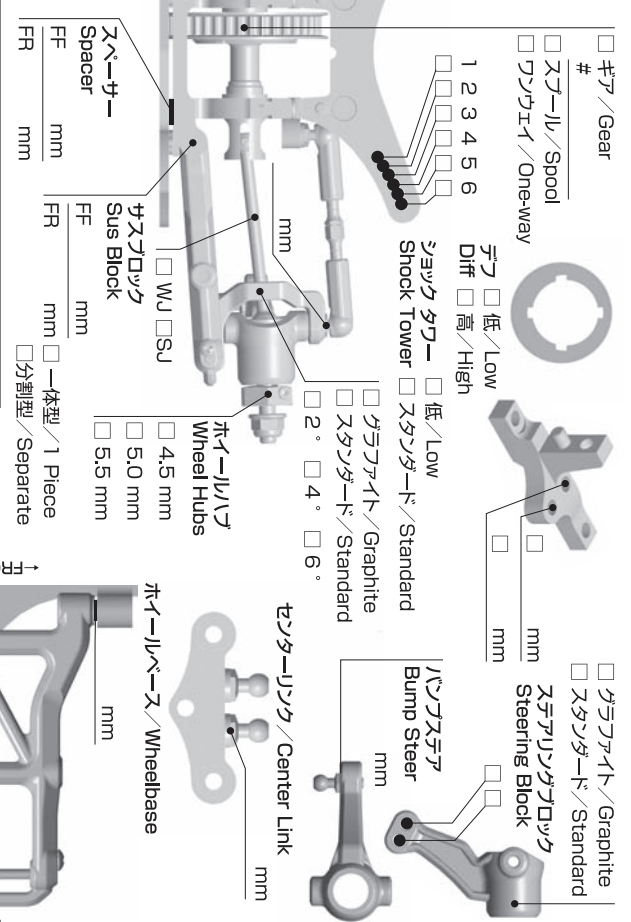 □ ギア／Gear
#
□ スプール／Spool
□ ワンウェイ／One-way
1 2 3 4 5 6
□ □ □ □ □ □
mm
スペーサー
Spacer
FF mm
FR mm
サスブロック
Sus Block
FF mm
FR mm
□ WJ □SJ
□ 一体型／1 Piece
□ 分割型／Separate
デフ □ 低／Low
Diff □ 高／High
ショック タワー □ 低／Low
Shock Tower □ スタンダード／Standard
□ グラファイト／Graphite
□ スタンダード／Standard
□ 2° □ 4° □ 6°
ホイールハブ
Wheel Hubs
□ 4.5 mm
□ 5.0 mm
□ 5.5 mm
□ mm
□ mm
□ グラファイト／Graphite
□ スタンダード／Standard
ステアリングブロック
Steering Block
□
□
バンプステア
Bump Steer
mm
センターリンク／Center Link
mm
ホイールベース／Wheelbase
mm